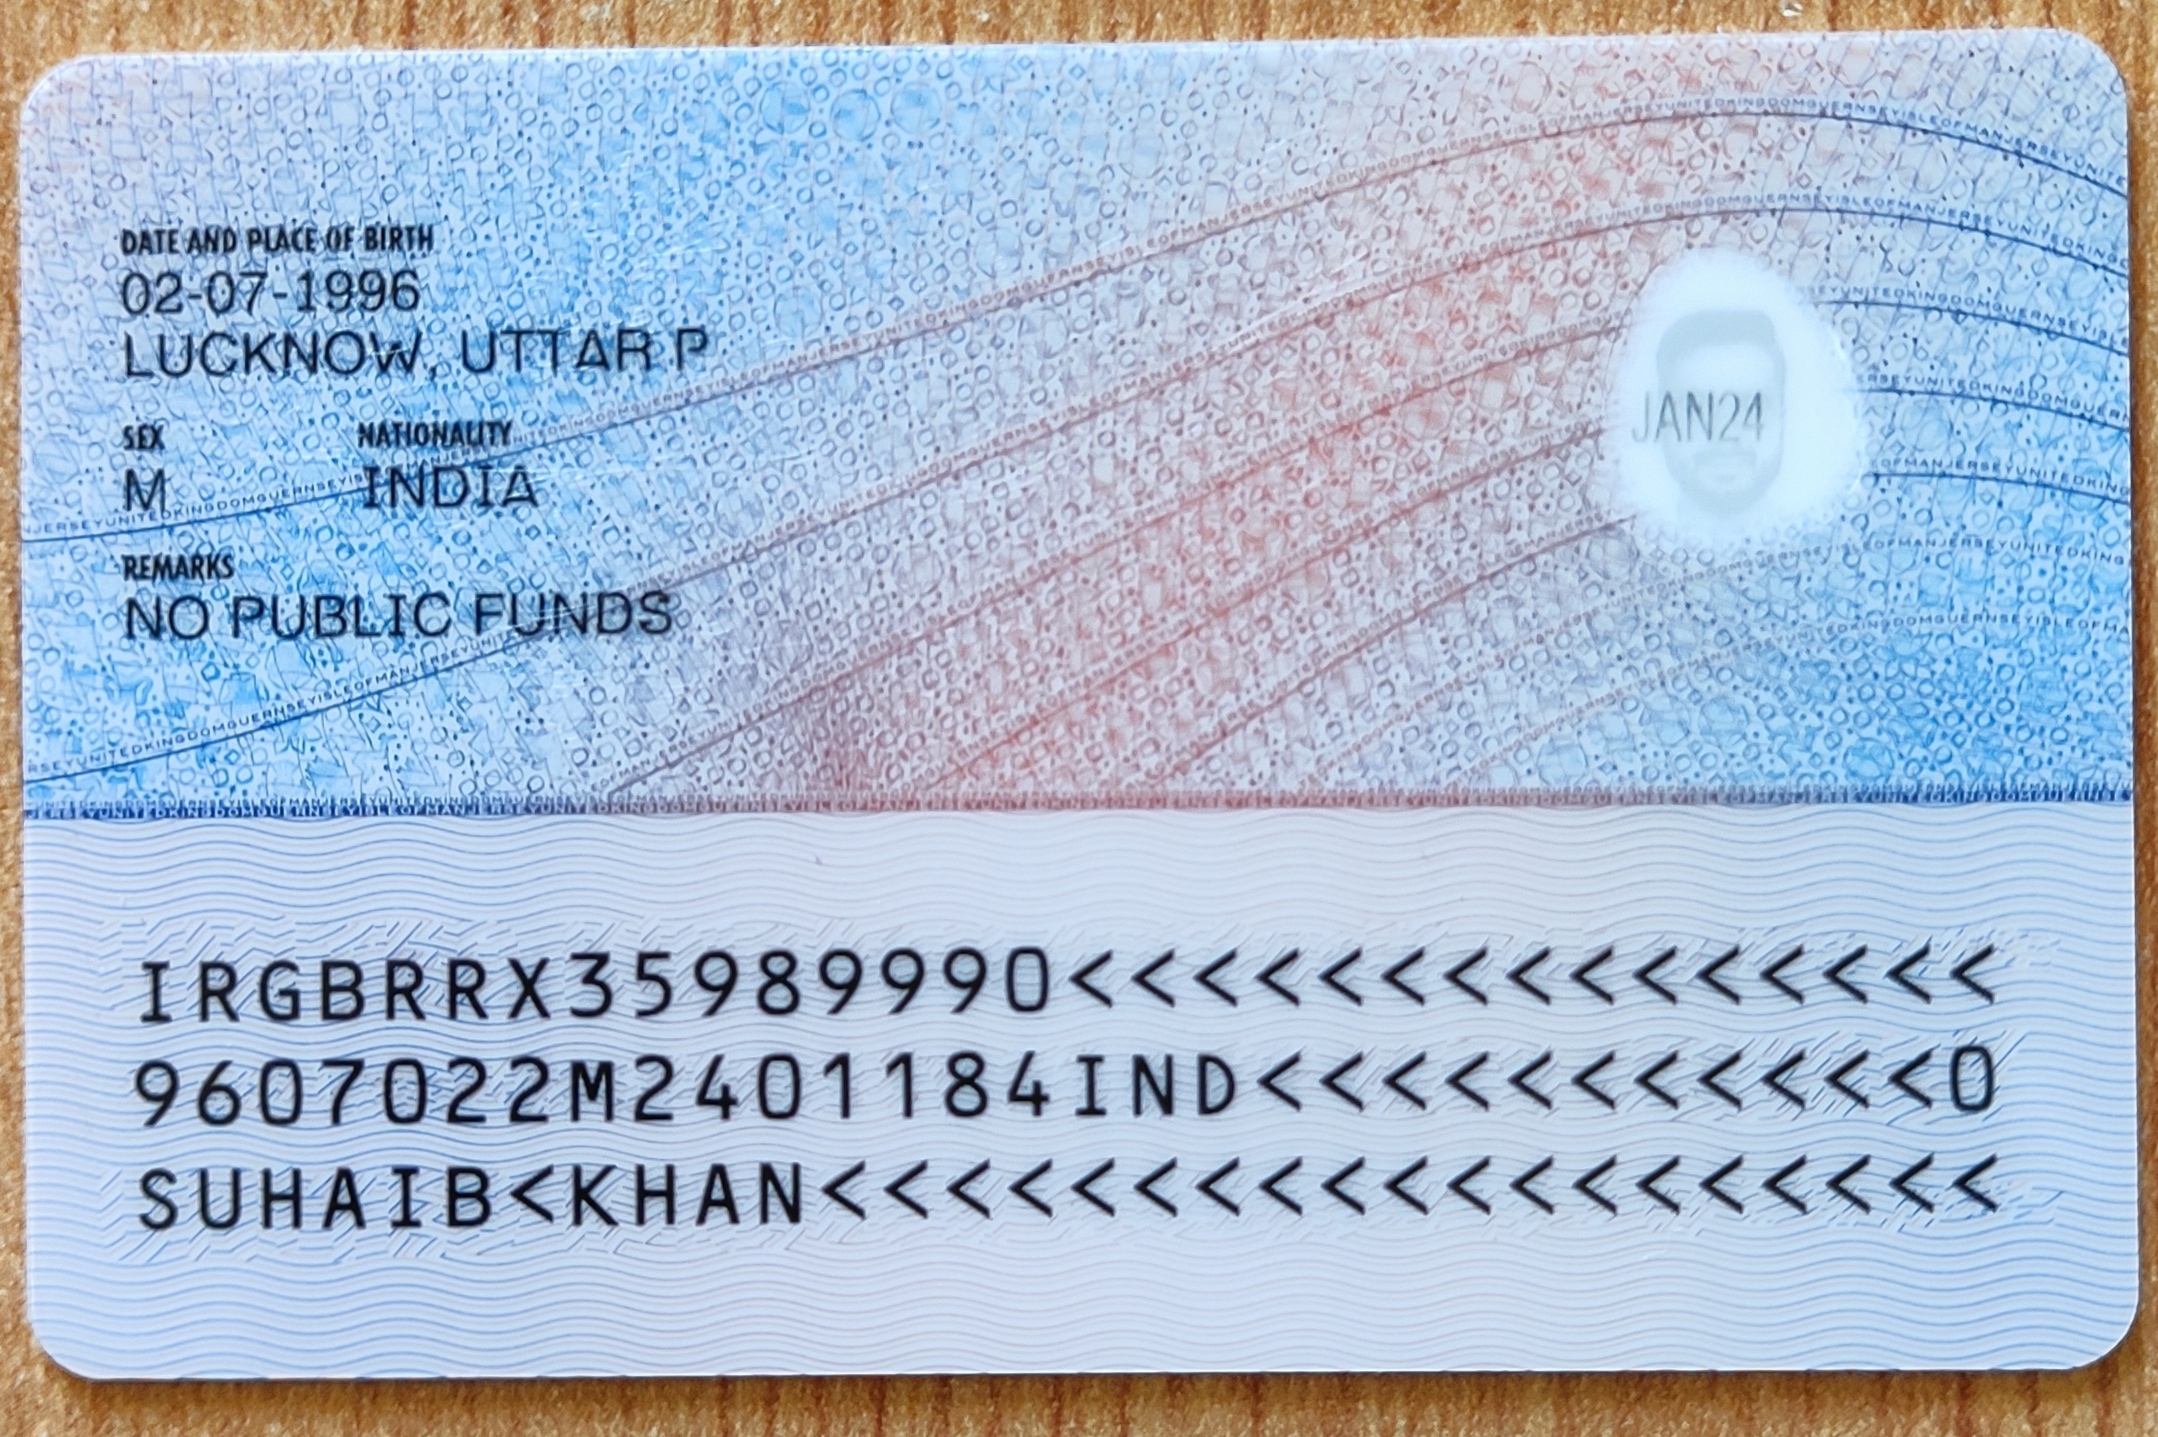 DATE AND PLACE OF BIRTH
02-07-1996
LUCKNOW, UTTAR P
SEX NATIONALITY
M INDIA
REMARKS
NO PUBLIC FUNDS
JAN24
IRGBRRX35989990<<<<<<<<<<<<<<<
9607022M2401184IND<<<<<<<<<<<0
SUHAIB<KHAN<<<<<<<<<<<<<<<<<<<